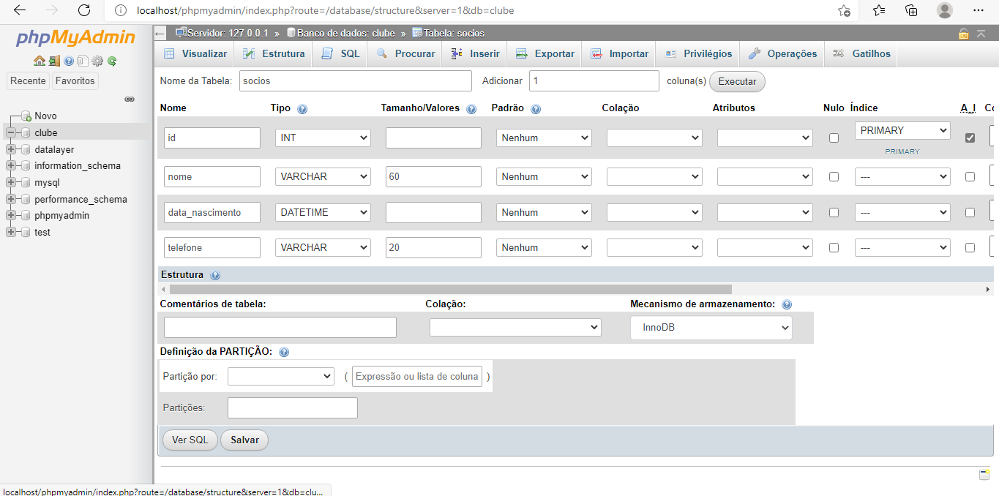 localhost/phpmyadmin/index.php?route=/database/structure&server=1&db=clube
phpMyAdmin
Recente Favoritos
Novo
clube
datalayer
information_schema
mysql
performance_schema
phpmyadmin
test
Servidor: 127.0.0.1 » Banco de dados: clube » Tabela: socios
Visualizar Estrutura SQL Procurar Inserir Exportar Importar Privilégios Operações Gatilhos
Nome da Tabela: socios Adicionar 1 coluna(s) Executar
Nome Tipo Tamanho/Valores Padrão Colação Atributos Nulo Índice A_I Co
id INT Nenhum PRIMARY
PRIMARY
nome VARCHAR 60 Nenhum ---
data_nascimento DATETIME Nenhum ---
telefone VARCHAR 20 Nenhum ---
Estrutura
Comentários de tabela: Colação: Mecanismo de armazenamento:
InnoDB
Definição da PARTIÇÃO:
Partição por: ( Expressão ou lista de coluna )
Partições:
Ver SQL Salvar
localhost/phpmyadmin/index.php?route=/database/structure&server=1&db=clu...